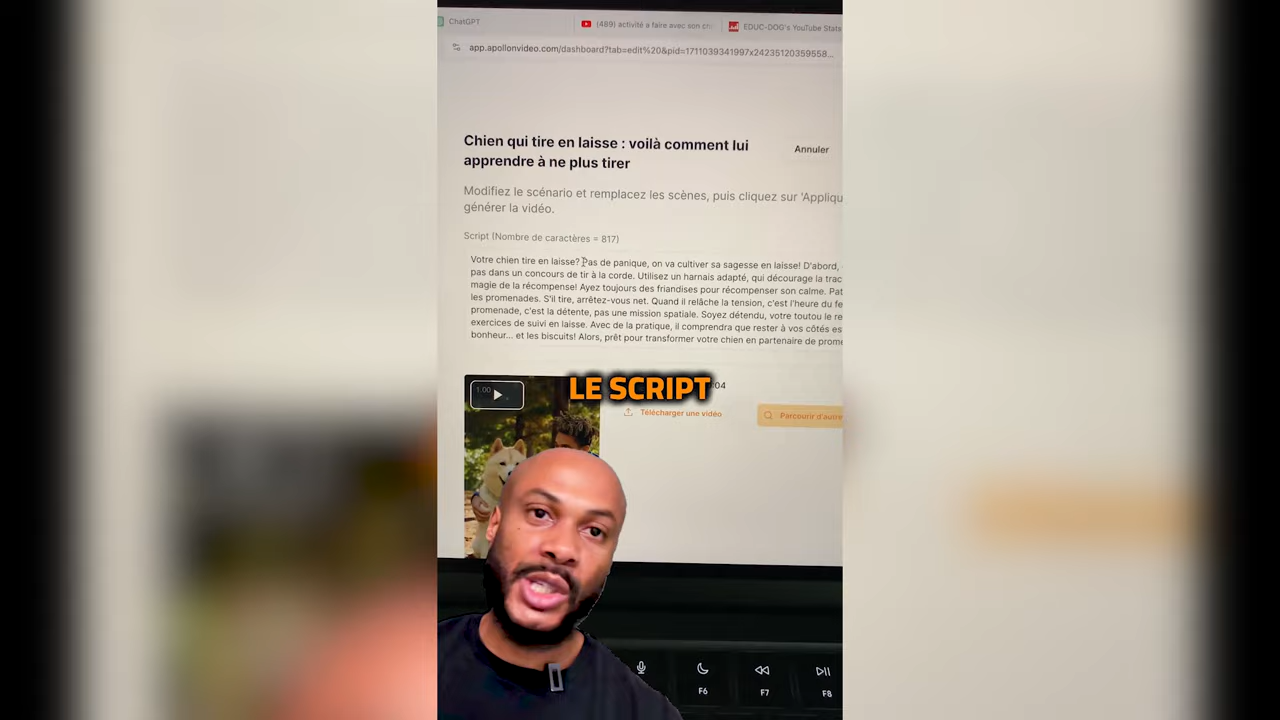 ChatGPT
(489) activité a faire avec son ch
EDUC-DOG's YouTube Stats
app.apollonvideo.com/dashboard?tab=edit%20&pid=1711039341997x24235120359558...
Chien qui tire en laisse : voilà comment lui
apprendre à ne plus tirer
Annuler
Modifiez le scénario et remplacez les scènes, puis cliquez sur 'Appliqu
générer la vidéo.
Script (Nombre de caractères = 817)
Votre chien tire en laisse? Pas de panique, on va cultiver sa sagesse en laisse! D'abord,
pas dans un concours de tir à la corde. Utilisez un harnais adapté, qui décourage la trac
magie de la récompense! Ayez toujours des friandises pour récompenser son calme. Pat
les promenades. S'il tire, arrêtez-vous net. Quand il relâche la tension, c'est l'heure du fe
promenade, c'est la détente, pas une mission spatiale. Soyez détendu, votre toutou le re
exercices de suivi en laisse. Avec de la pratique, il comprendra que rester à vos côtés es
bonheur... et les biscuits! Alors, prêt pour transformer votre chien en partenaire de prome
1.00
LE SCRIPT
04
Télécharger une vidéo
Parcourir d'autre
F6
F7
F8